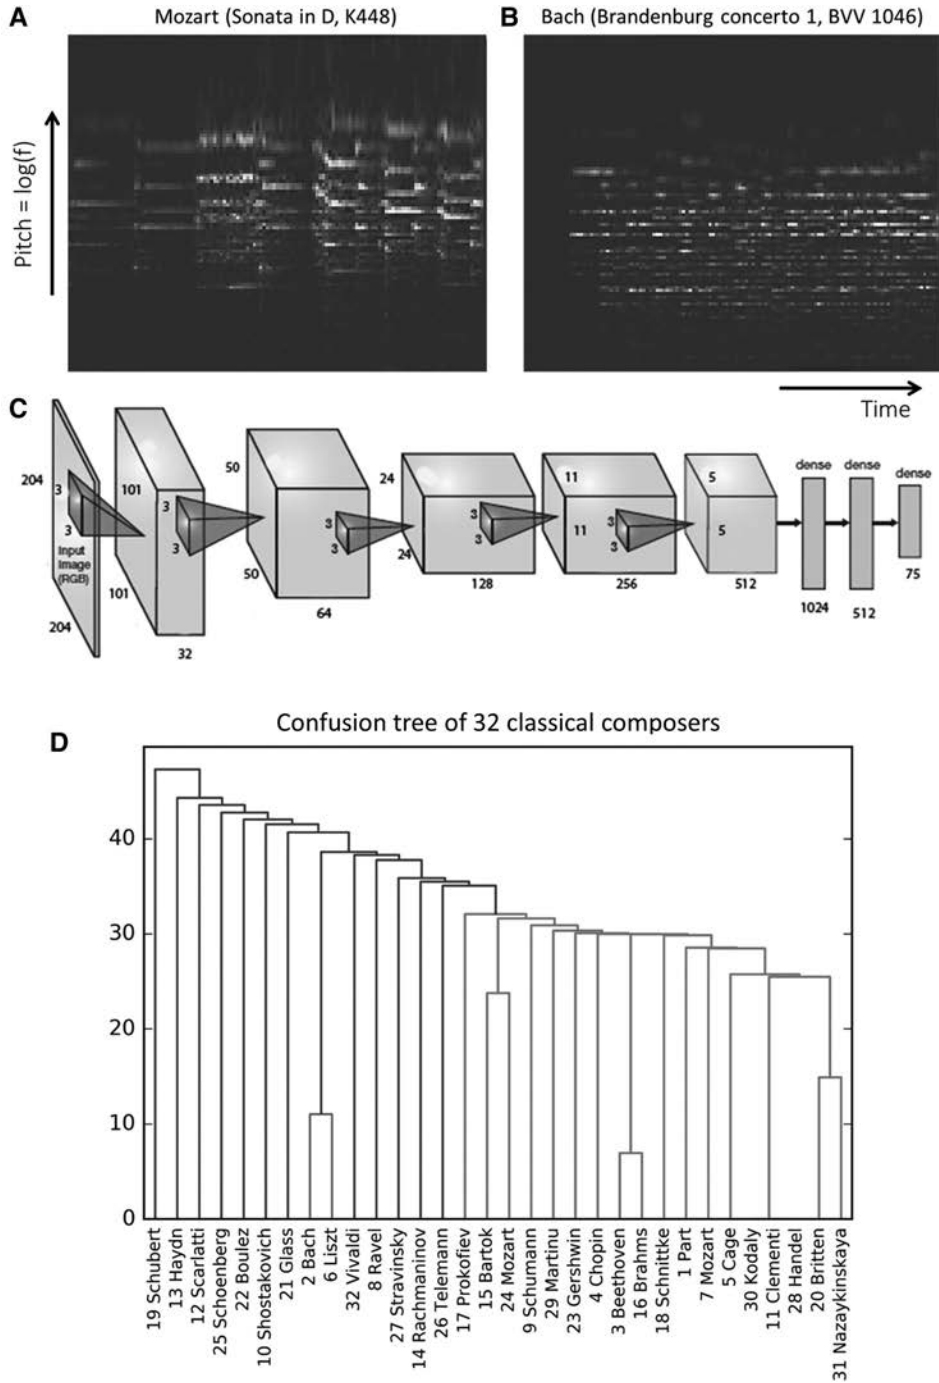 A
Mozart (Sonata in D, K448)
B
Bach (Brandenburg concerto 1, BVV 1046)
Pitch = log(f)
Time
C
204
3
3
Input
Image
(RGB)
204
101
101
3
3
32
50
50
3
3
64
24
24
3
3
128
11
11
3
3
256
5
5
512
dense
1024
dense
512
dense
75
D
Confusion tree of 32 classical composers
40
30
20
10
0
19 Schubert
13 Haydn
12 Scarlatti
25 Schoenberg
22 Boulez
10 Shostakovich
21 Glass
2 Bach
6 Liszt
32 Vivaldi
8 Ravel
27 Stravinsky
14 Rachmaninov
26 Telemann
17 Prokofiev
15 Bartok
24 Mozart
9 Schumann
29 Martinu
23 Gershwin
4 Chopin
3 Beethoven
16 Brahms
18 Schnittke
1 Part
7 Mozart
5 Cage
30 Kodaly
11 Clementi
28 Handel
20 Britten
31 Nazaykinskaya